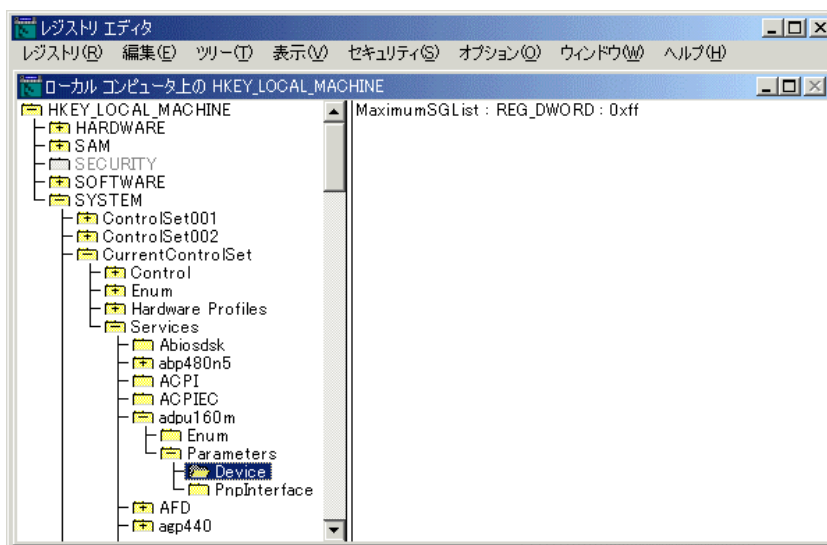 レジストリ エディタ
レジストリ(R) 編集(E) ツリー(T) 表示(V) セキュリティ(S) オプション(O) ウィンドウ(W) ヘルプ(H)
ローカル コンピュータ上の HKEY_LOCAL_MACHINE
HKEY_LOCAL_MACHINE
HARDWARE
SAM
SECURITY
SOFTWARE
SYSTEM
ControlSet001
ControlSet002
CurrentControlSet
Control
Enum
Hardware Profiles
Services
Abiosdsk
abp480n5
ACPI
ACPIEC
adpu160m
Enum
Parameters
Device
PnpInterface
AFD
agp440
MaximumSGList : REG_DWORD : 0xff